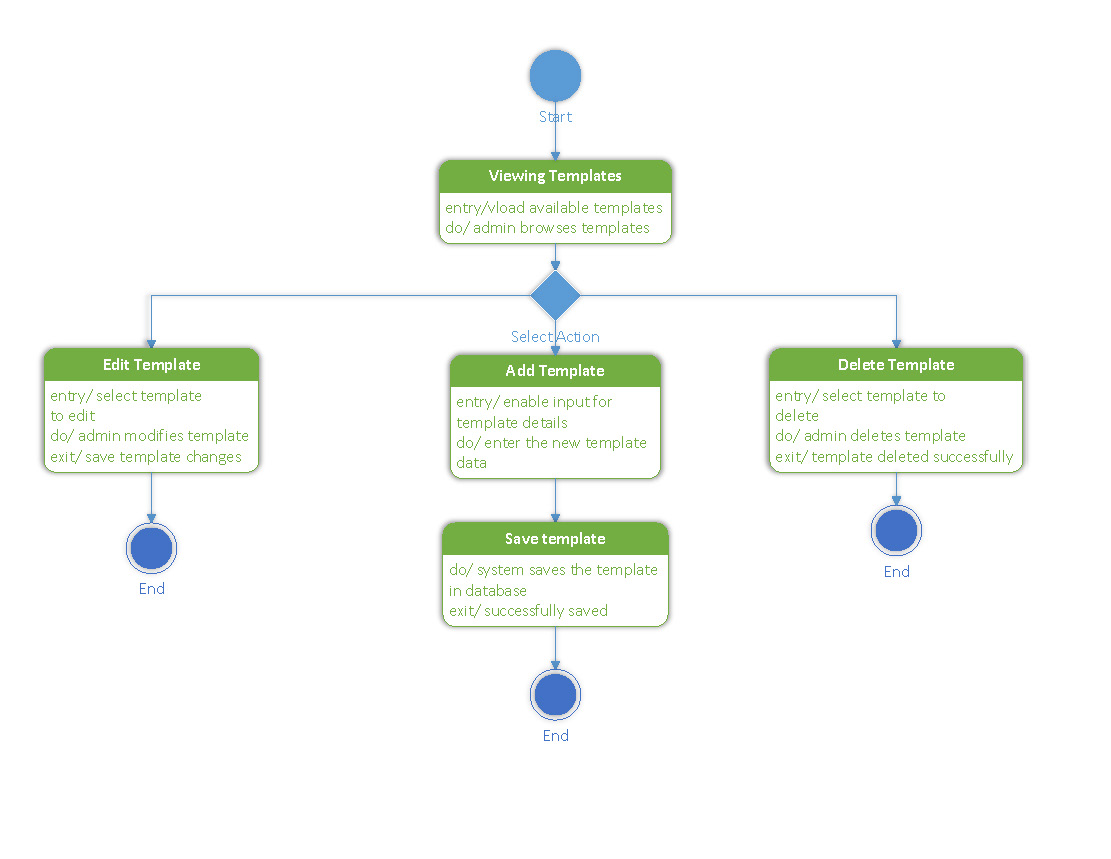 Start
Viewing Templates
entry/vload available templates
do/ admin browses templates
Select Action
Edit Template
entry/ select template
to edit
do/ admin modifies template
exit/ save template changes
End
Add Template
entry/ enable input for
template details
do/ enter the new template
data
Save template
do/ system saves the template
in database
exit/ successfully saved
End
Delete Template
entry/ select template to
delete
do/ admin deletes template
exit/ template deleted successfully
End